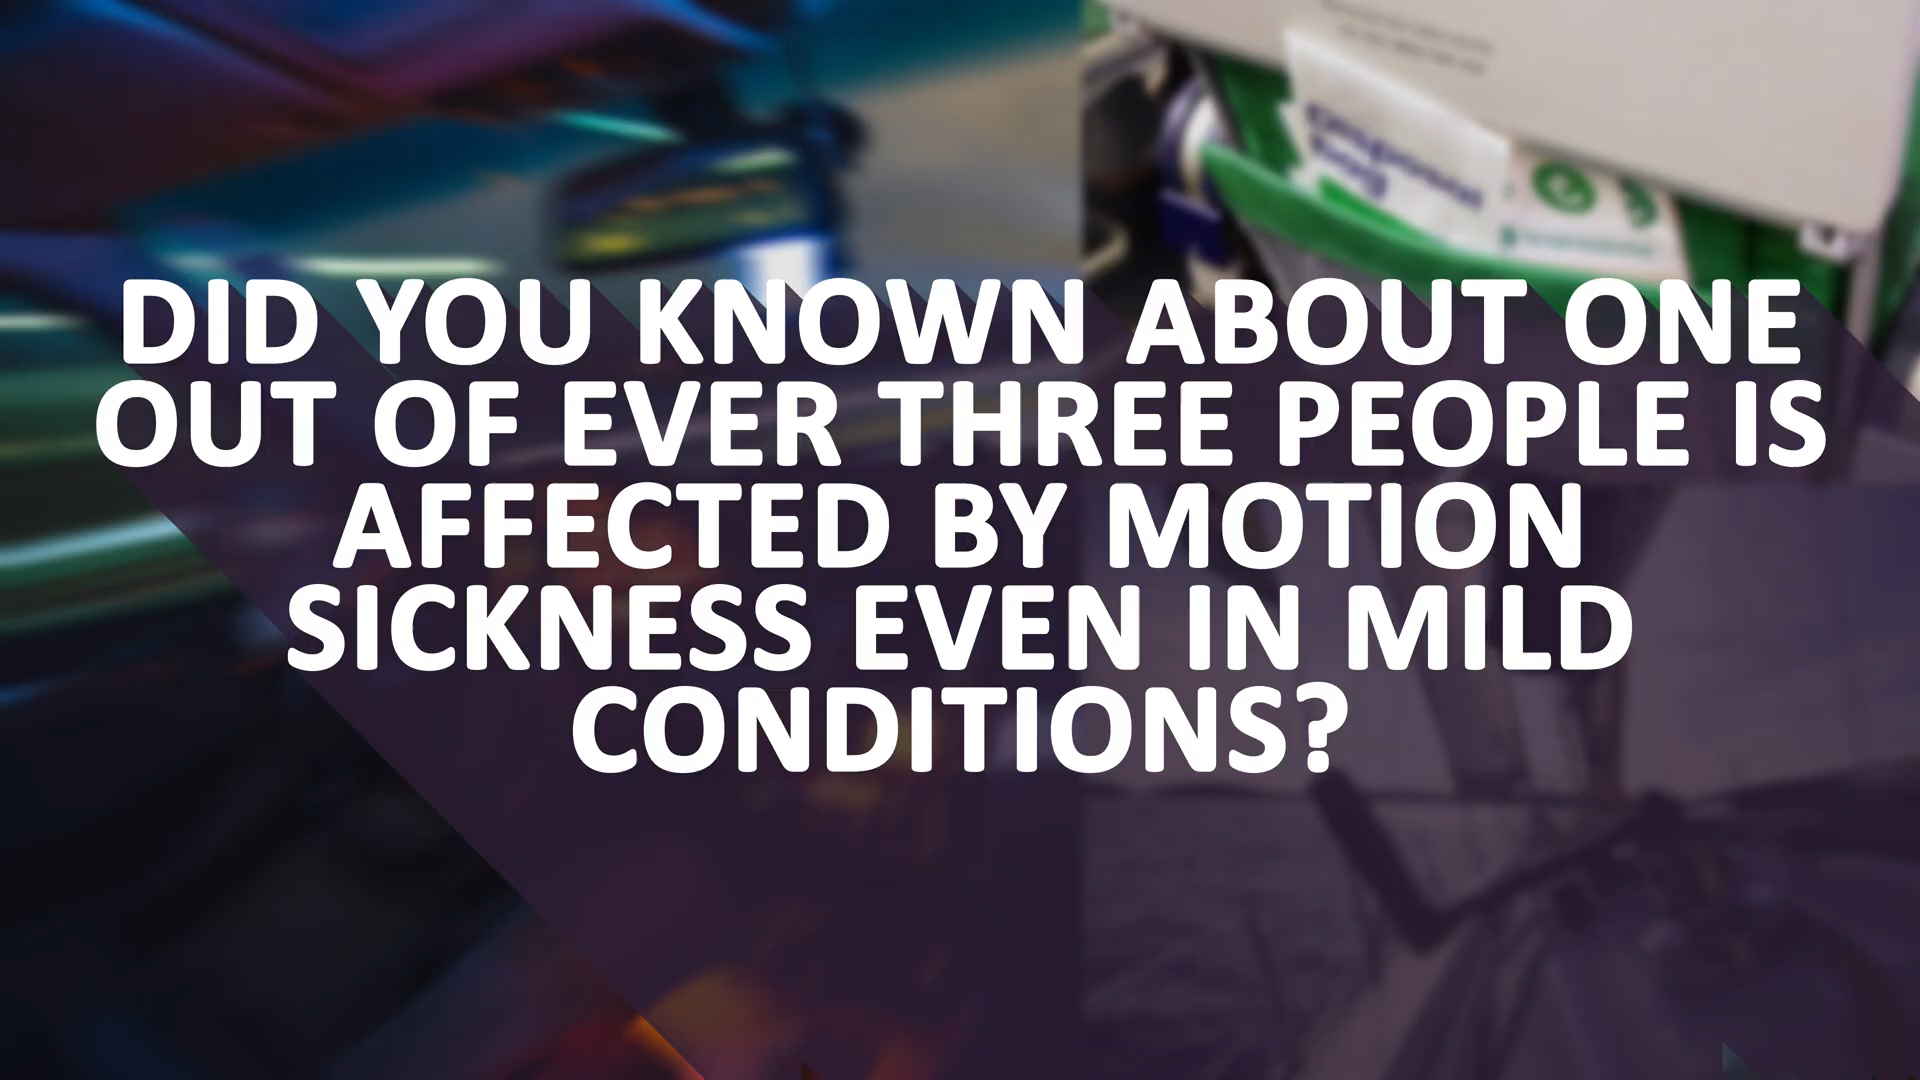 DID YOU KNOWN ABOUT ONE
OUT OF EVER THREE PEOPLE IS
AFFECTED BY MOTION
SICKNESS EVEN IN MILD
CONDITIONS?